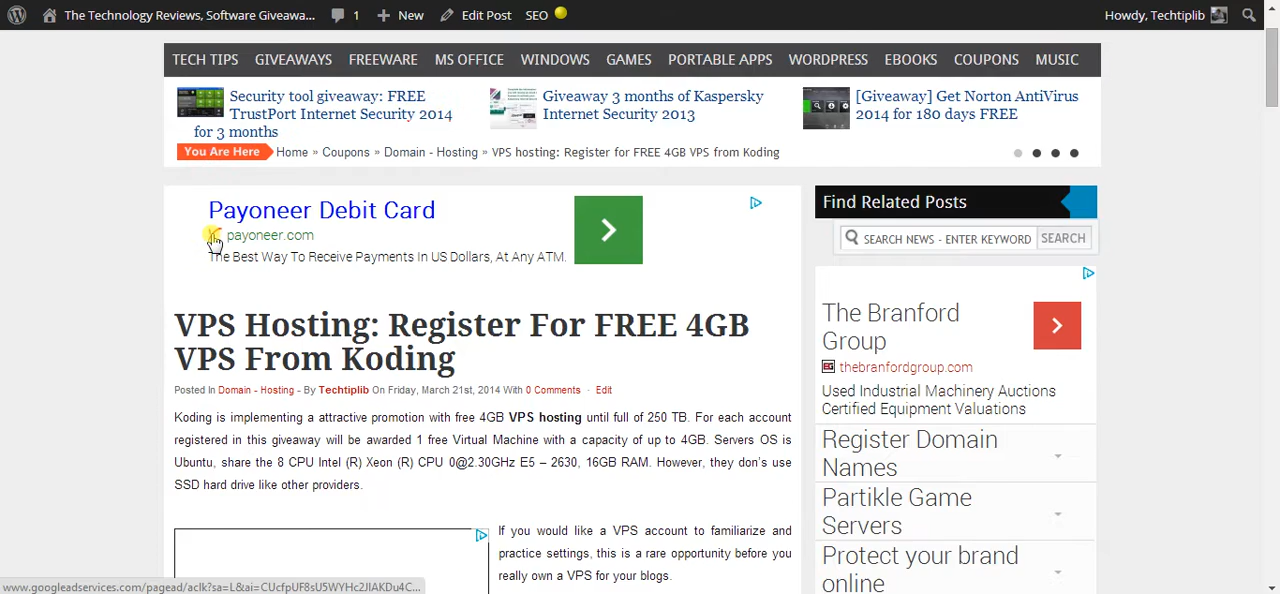 The Technology Reviews, Software Giveawa... 1 New Edit Post SEO Howdy, Techtiplib
TECH TIPS GIVEAWAYS FREEWARE MS OFFICE WINDOWS GAMES PORTABLE APPS WORDPRESS EBOOKS COUPONS MUSIC
Security tool giveaway: FREE
TrustPort Internet Security 2014
for 3 months
Giveaway 3 months of Kaspersky
Internet Security 2013
[Giveaway] Get Norton AntiVirus
2014 for 180 days FREE
You Are Here Home » Coupons » Domain - Hosting » VPS hosting: Register for FREE 4GB VPS from Koding
Payoneer Debit Card
payoneer.com
The Best Way To Receive Payments In US Dollars, At Any ATM.
VPS Hosting: Register For FREE 4GB
VPS From Koding
Posted In Domain - Hosting - By Techtiplib On Friday, March 21st, 2014 With 0 Comments · Edit
Koding is implementing a attractive promotion with free 4GB VPS hosting until full of 250 TB. For each account
registered in this giveaway will be awarded 1 free Virtual Machine with a capacity of up to 4GB. Servers OS is
Ubuntu, share the 8 CPU Intel (R) Xeon (R) CPU 0@2.30GHz E5 – 2630, 16GB RAM. However, they don's use
SSD hard drive like other providers.
If you would like a VPS account to familiarize and
practice settings, this is a rare opportunity before you
really own a VPS for your blogs.
Find Related Posts
SEARCH NEWS - ENTER KEYWORD SEARCH
The Branford
Group
thebranfordgroup.com
Used Industrial Machinery Auctions
Certified Equipment Valuations
Register Domain
Names
Partikle Game
Servers
Protect your brand
online
www.googleadservices.com/pagead/aclk?sa=L&ai=CUcfpUF8sU5WYHc2JIAKDu4C...